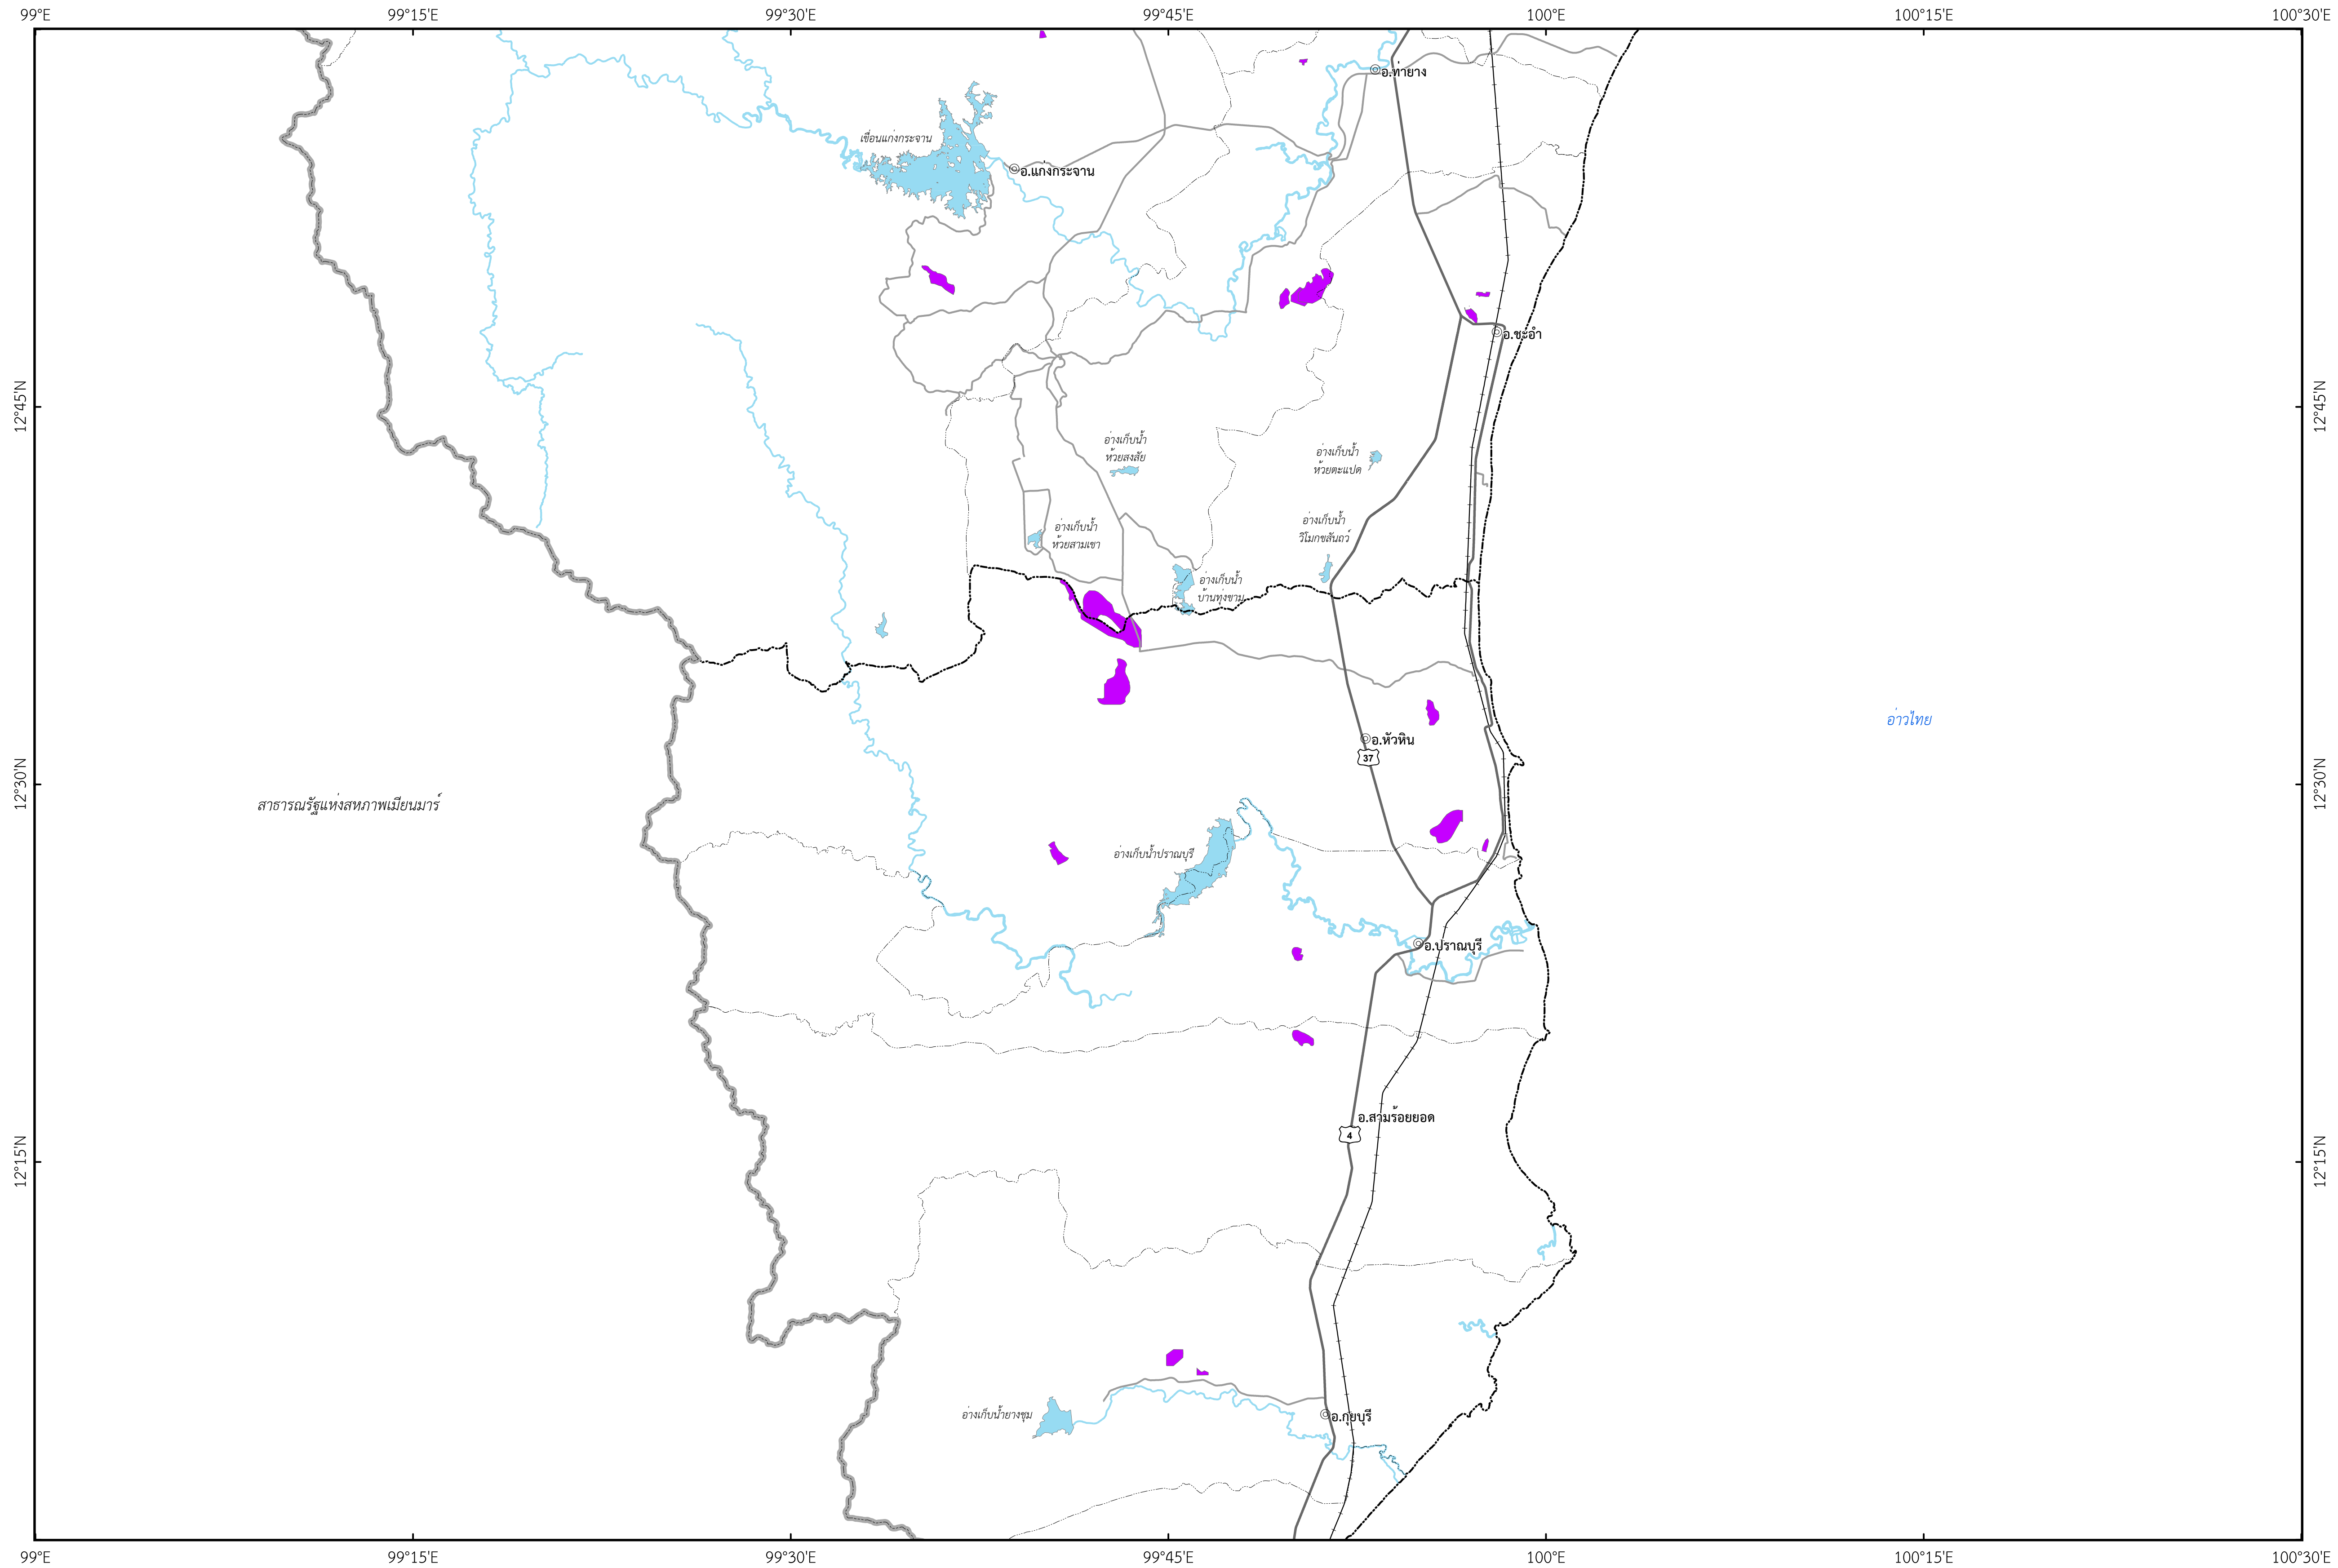 99°E 99°15'E 99°30'E 99°45'E 100°E 100°15'E 100°30'E
อ.ท่ายาง
เขื่อนแก่งกระจาน
อ.แก่งกระจาน
อ.ชะอำ
12°45'N 12°45'N
อ่างเก็บน้ำ
ห้วยสงสัย
อ่างเก็บน้ำ
ห้วยตะแปด
อ่างเก็บน้ำ
ห้วยสามเขา
อ่างเก็บน้ำ
วิโมกขสันถว์
อ่างเก็บน้ำ
บ้านทุ่งขาม
อ่าวไทย
อ.หัวหิน
37
12°30'N 12°30'N
สาธารณรัฐแห่งสหภาพเมียนมาร์
อ่างเก็บน้ำปราณบุรี
อ.ปราณบุรี
อ.สามร้อยยอด
4
12°15'N 12°15'N
อ่างเก็บน้ำยางชุม
อ.กุยบุรี
99°E 99°15'E 99°30'E 99°45'E 100°E 100°15'E 100°30'E